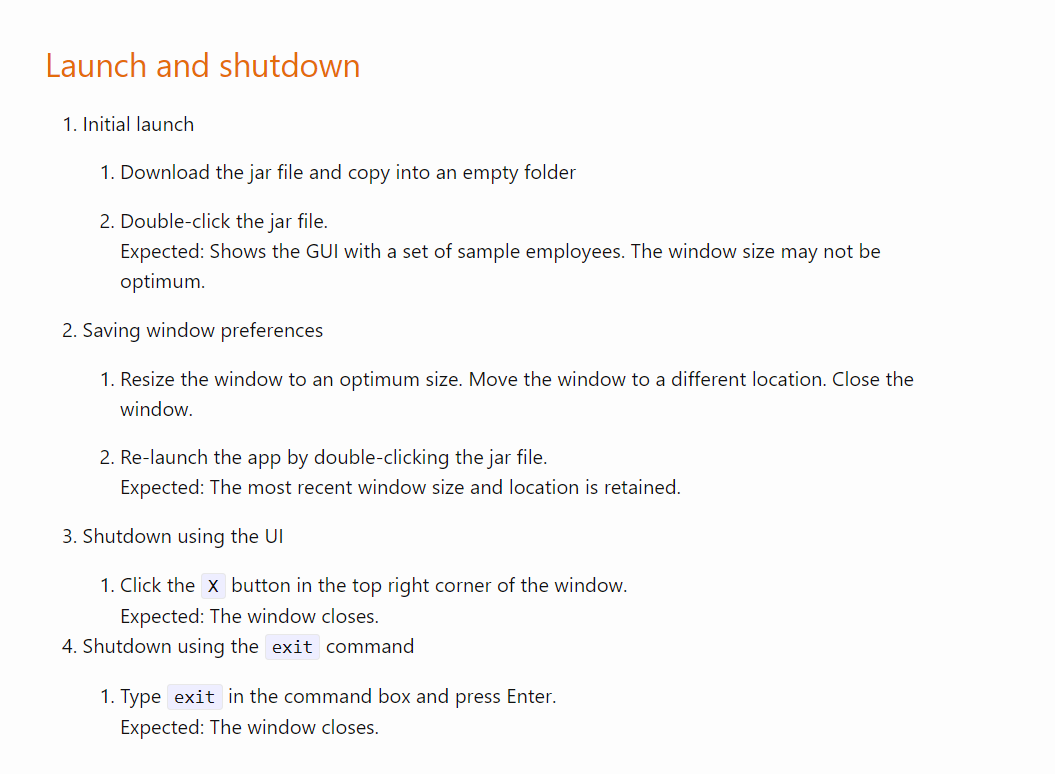 Launch and shutdown
1. Initial launch
1. Download the jar file and copy into an empty folder
2. Double-click the jar file.
Expected: Shows the GUI with a set of sample employees. The window size may not be
optimum.
2. Saving window preferences
1. Resize the window to an optimum size. Move the window to a different location. Close the
window.
2. Re-launch the app by double-clicking the jar file.
Expected: The most recent window size and location is retained.
3. Shutdown using the UI
1. Click the X button in the top right corner of the window.
Expected: The window closes.
4. Shutdown using the exit command
1. Type exit in the command box and press Enter.
Expected: The window closes.